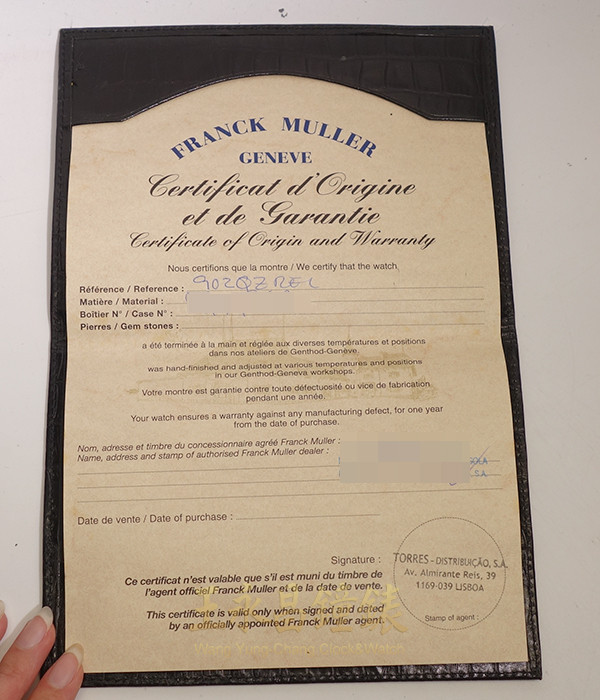 FRANCK MULLER
GENEVE
Certificat d'Origine
et de Garantie
Certificate of Origin and Warranty
Nous certifions que la montre / We certify that the watch
Référence / Reference : 902QZREL
Matière / Material :
Boîtier N° / Case N° :
Pierres / Gem stones :
a été terminée à la main et réglée aux diverses températures et positions
dans nos ateliers de Genthod-Genève.
was hand-finished and adjusted at various temperatures and positions
in our Genthod-Geneva workshops.
Votre montre est garantie contre toute défectuosité ou vice de fabrication
pendant une année.
Your watch ensures a warranty against any manufacturing defect, for one year
from the date of purchase.
Nom, adresse et timbre du concessionnaire agréé Franck Muller :
Name, address and stamp of authorised Franck Muller dealer :
Date de vente / Date of purchase :
Signature :
TORRES - DISTRIBUIÇÃO, S.A.
Av. Almirante Reis, 39
1169-039 LISBOA
Stamp of agent :
Ce certificat n'est valable que s'il est muni du timbre de
l'agent officiel Franck Muller et de la date de vente.
This certificate is valid only when signed and dated
by an officially appointed Franck Muller agent.